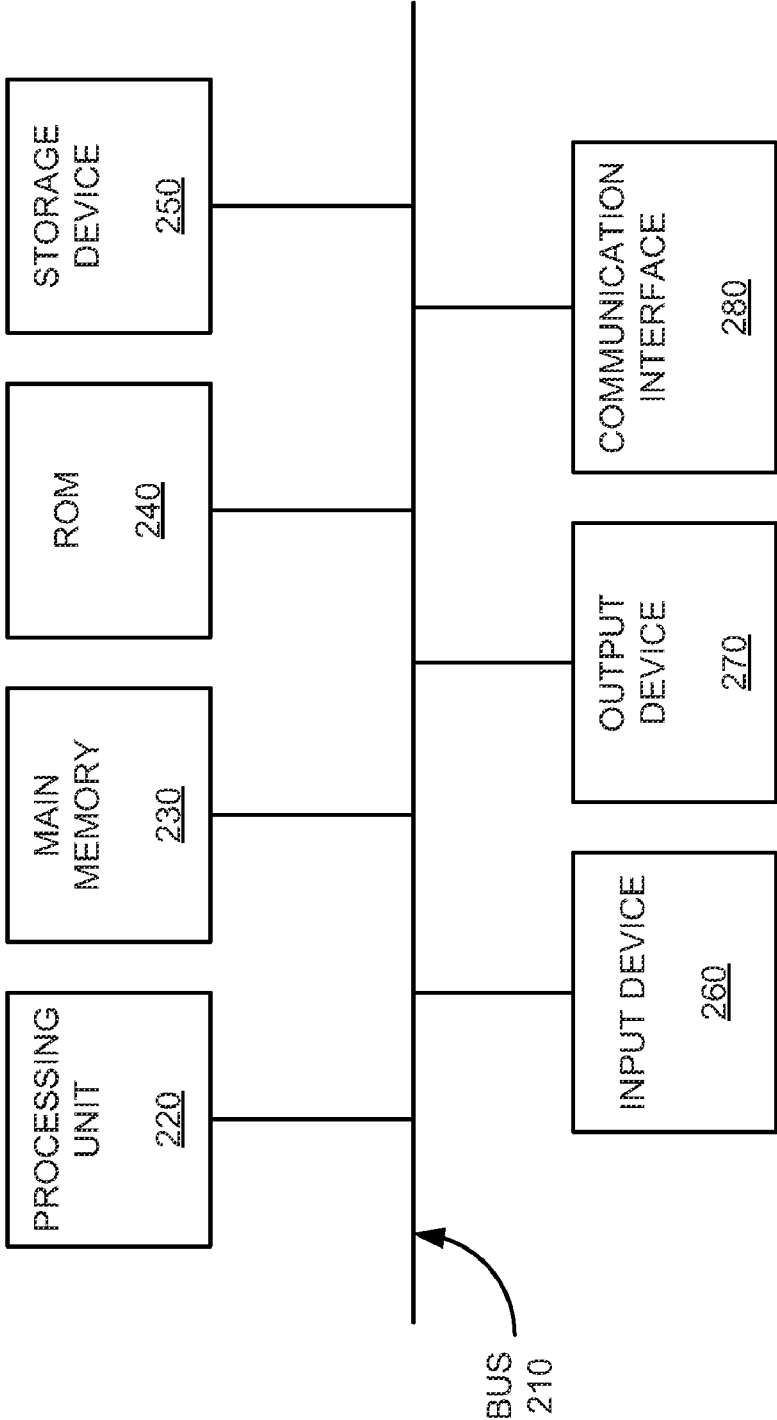 PROCESSING
UNIT
220
MAIN
MEMORY
230
ROM
240
STORAGE
DEVICE
250
BUS
210
INPUT DEVICE
260
OUTPUT
DEVICE
270
COMMUNICATION
INTERFACE
280